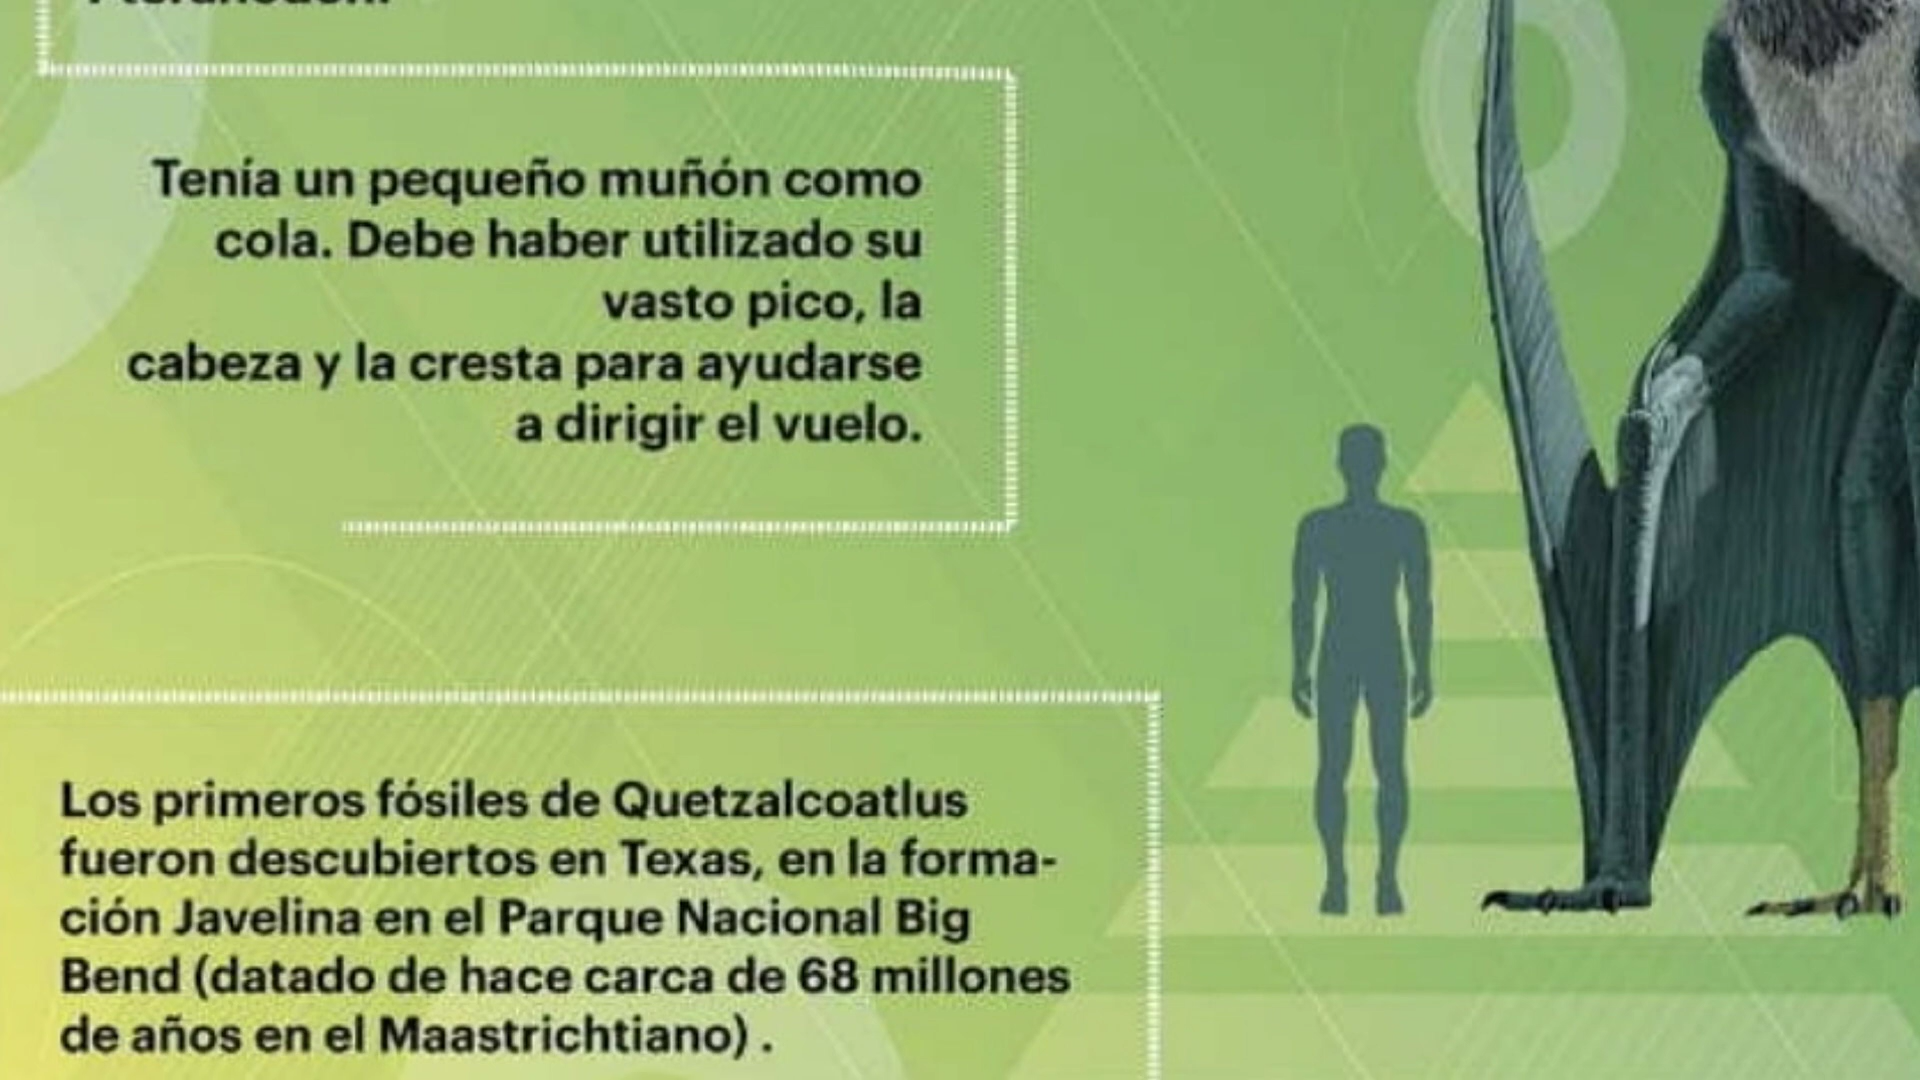 Tenía un pequeño muñón como
cola. Debe haber utilizado su
vasto pico, la
cabeza y la cresta para ayudarse
a dirigir el vuelo.
Los primeros fósiles de Quetzalcoatlus
fueron descubiertos en Texas, en la forma-
ción Javelina en el Parque Nacional Big
Bend (datado de hace carca de 68 millones
de años en el Maastrichtiano) .